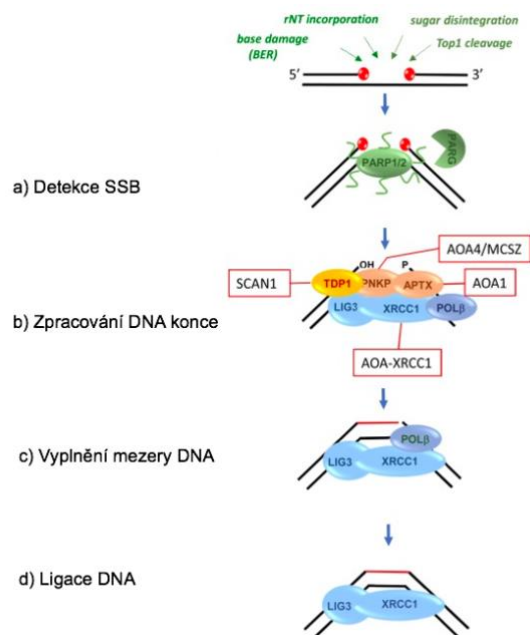 rNT incorporation
sugar disintegration
base damage
(BER)
Top1 cleavage
5’
3’
PARG
PARP1/2
a) Detekce SSB
AOA4/MCSZ
OH
P
SCAN1
TDP1
PNKP
APTX
AOA1
LIG3
XRCC1
POLβ
b) Zpracování DNA konce
AOA-XRCC1
POLβ
c) Vyplnění mezery DNA
LIG3
XRCC1
d) Ligace DNA
LIG3
XRCC1